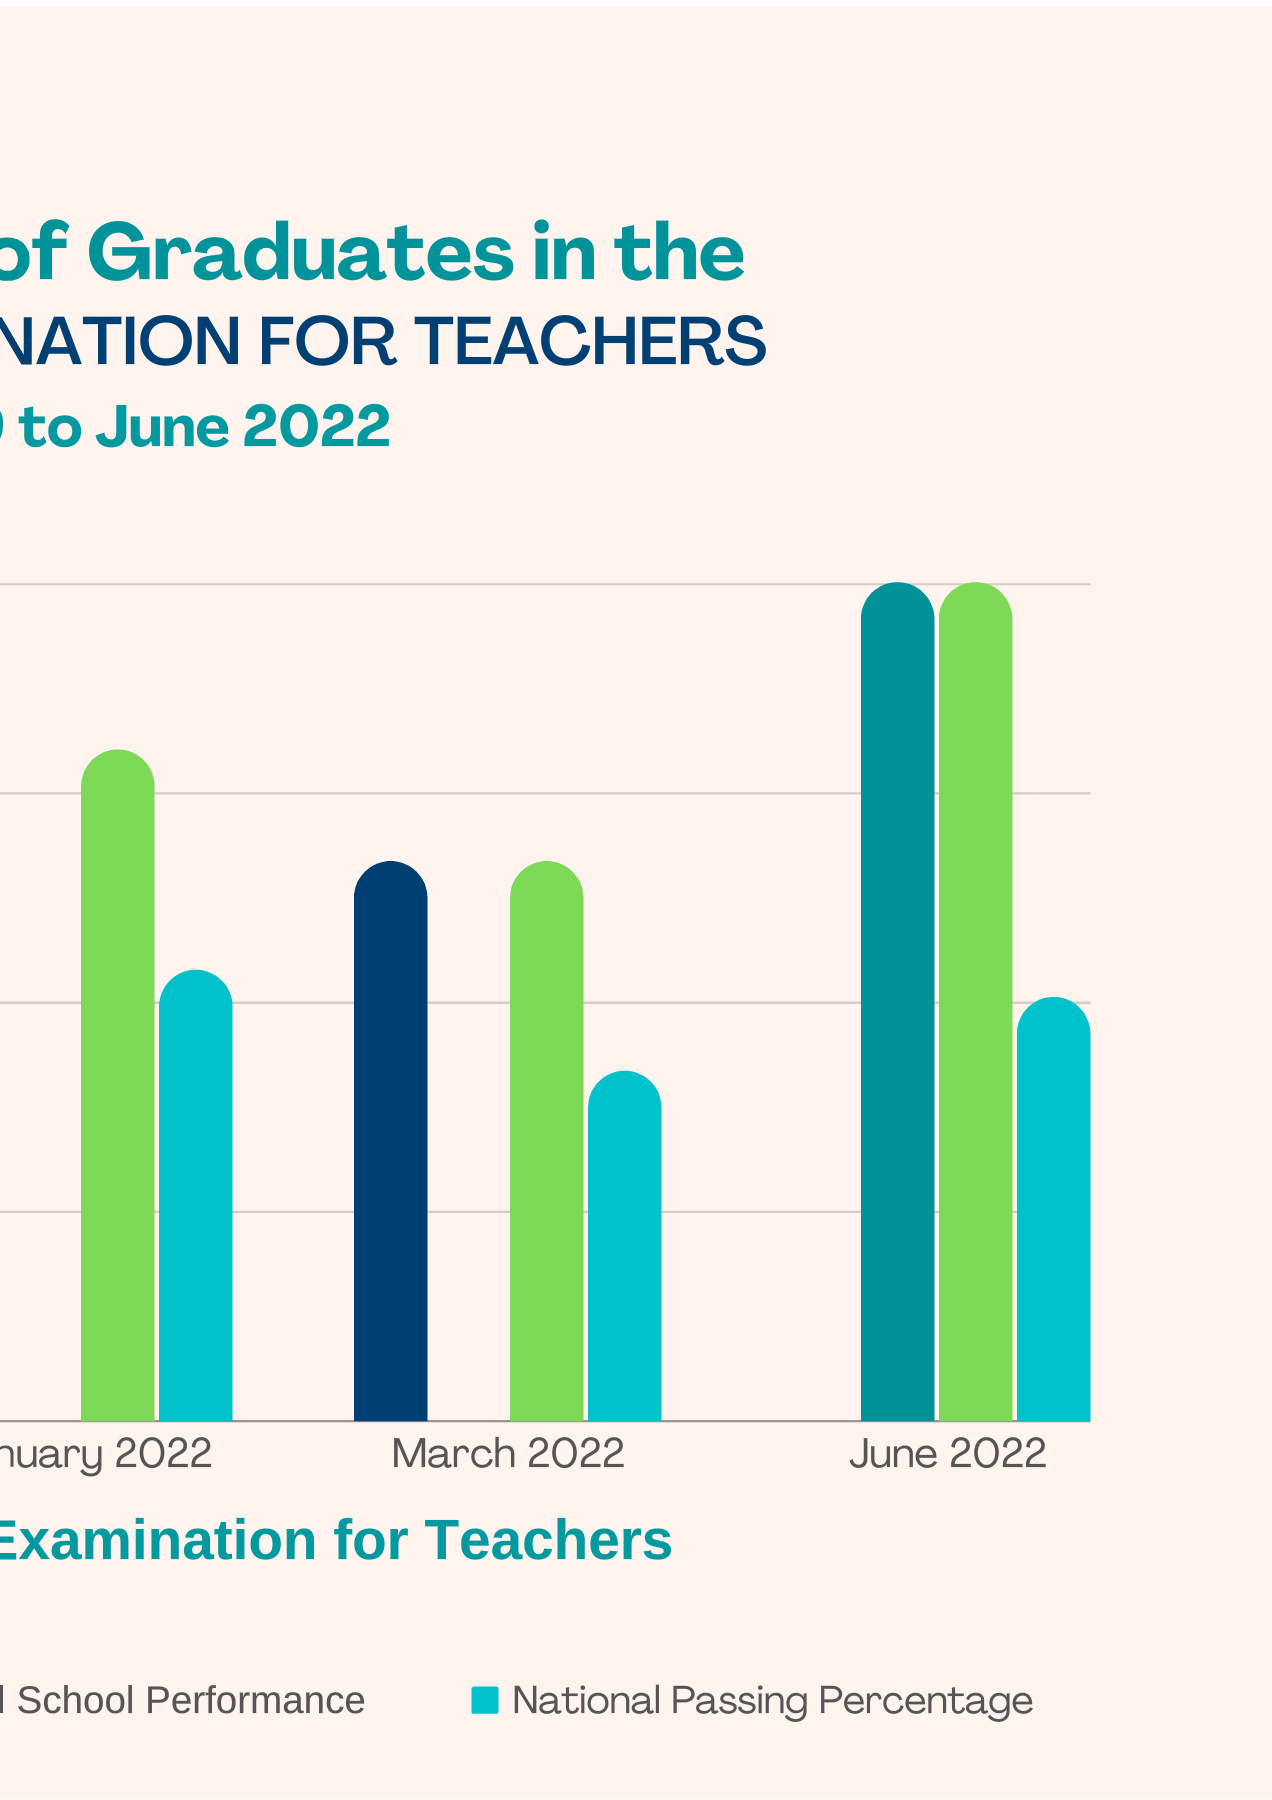 of Graduates in the
NATION FOR TEACHERS
to June 2022
nuary 2022 March 2022 June 2022
Examination for Teachers
School Performance National Passing Percentage